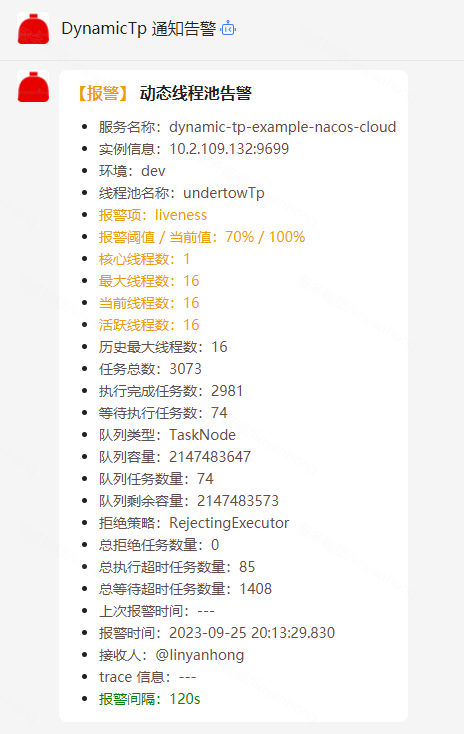 DynamicTp 通知告警
【报警】 动态线程池告警
服务名称：dynamic-tp-example-nacos-cloud
实例信息：10.2.109.132:9699
环境：dev
线程池名称：undertowTp
报警项：liveness
报警阈值 / 当前值：70% / 100%
核心线程数：1
最大线程数：16
当前线程数：16
活跃线程数：16
历史最大线程数：16
任务总数：3073
执行完成任务数：2981
等待执行任务数：74
队列类型：TaskNode
队列容量：2147483647
队列任务数量：74
队列剩余容量：2147483573
拒绝策略：RejectingExecutor
总拒绝任务数量：0
总执行超时任务数量：85
总等待超时任务数量：1408
上次报警时间：---
报警时间：2023-09-25 20:13:29.830
接收人：@linyanhong
trace 信息：---
报警间隔：120s